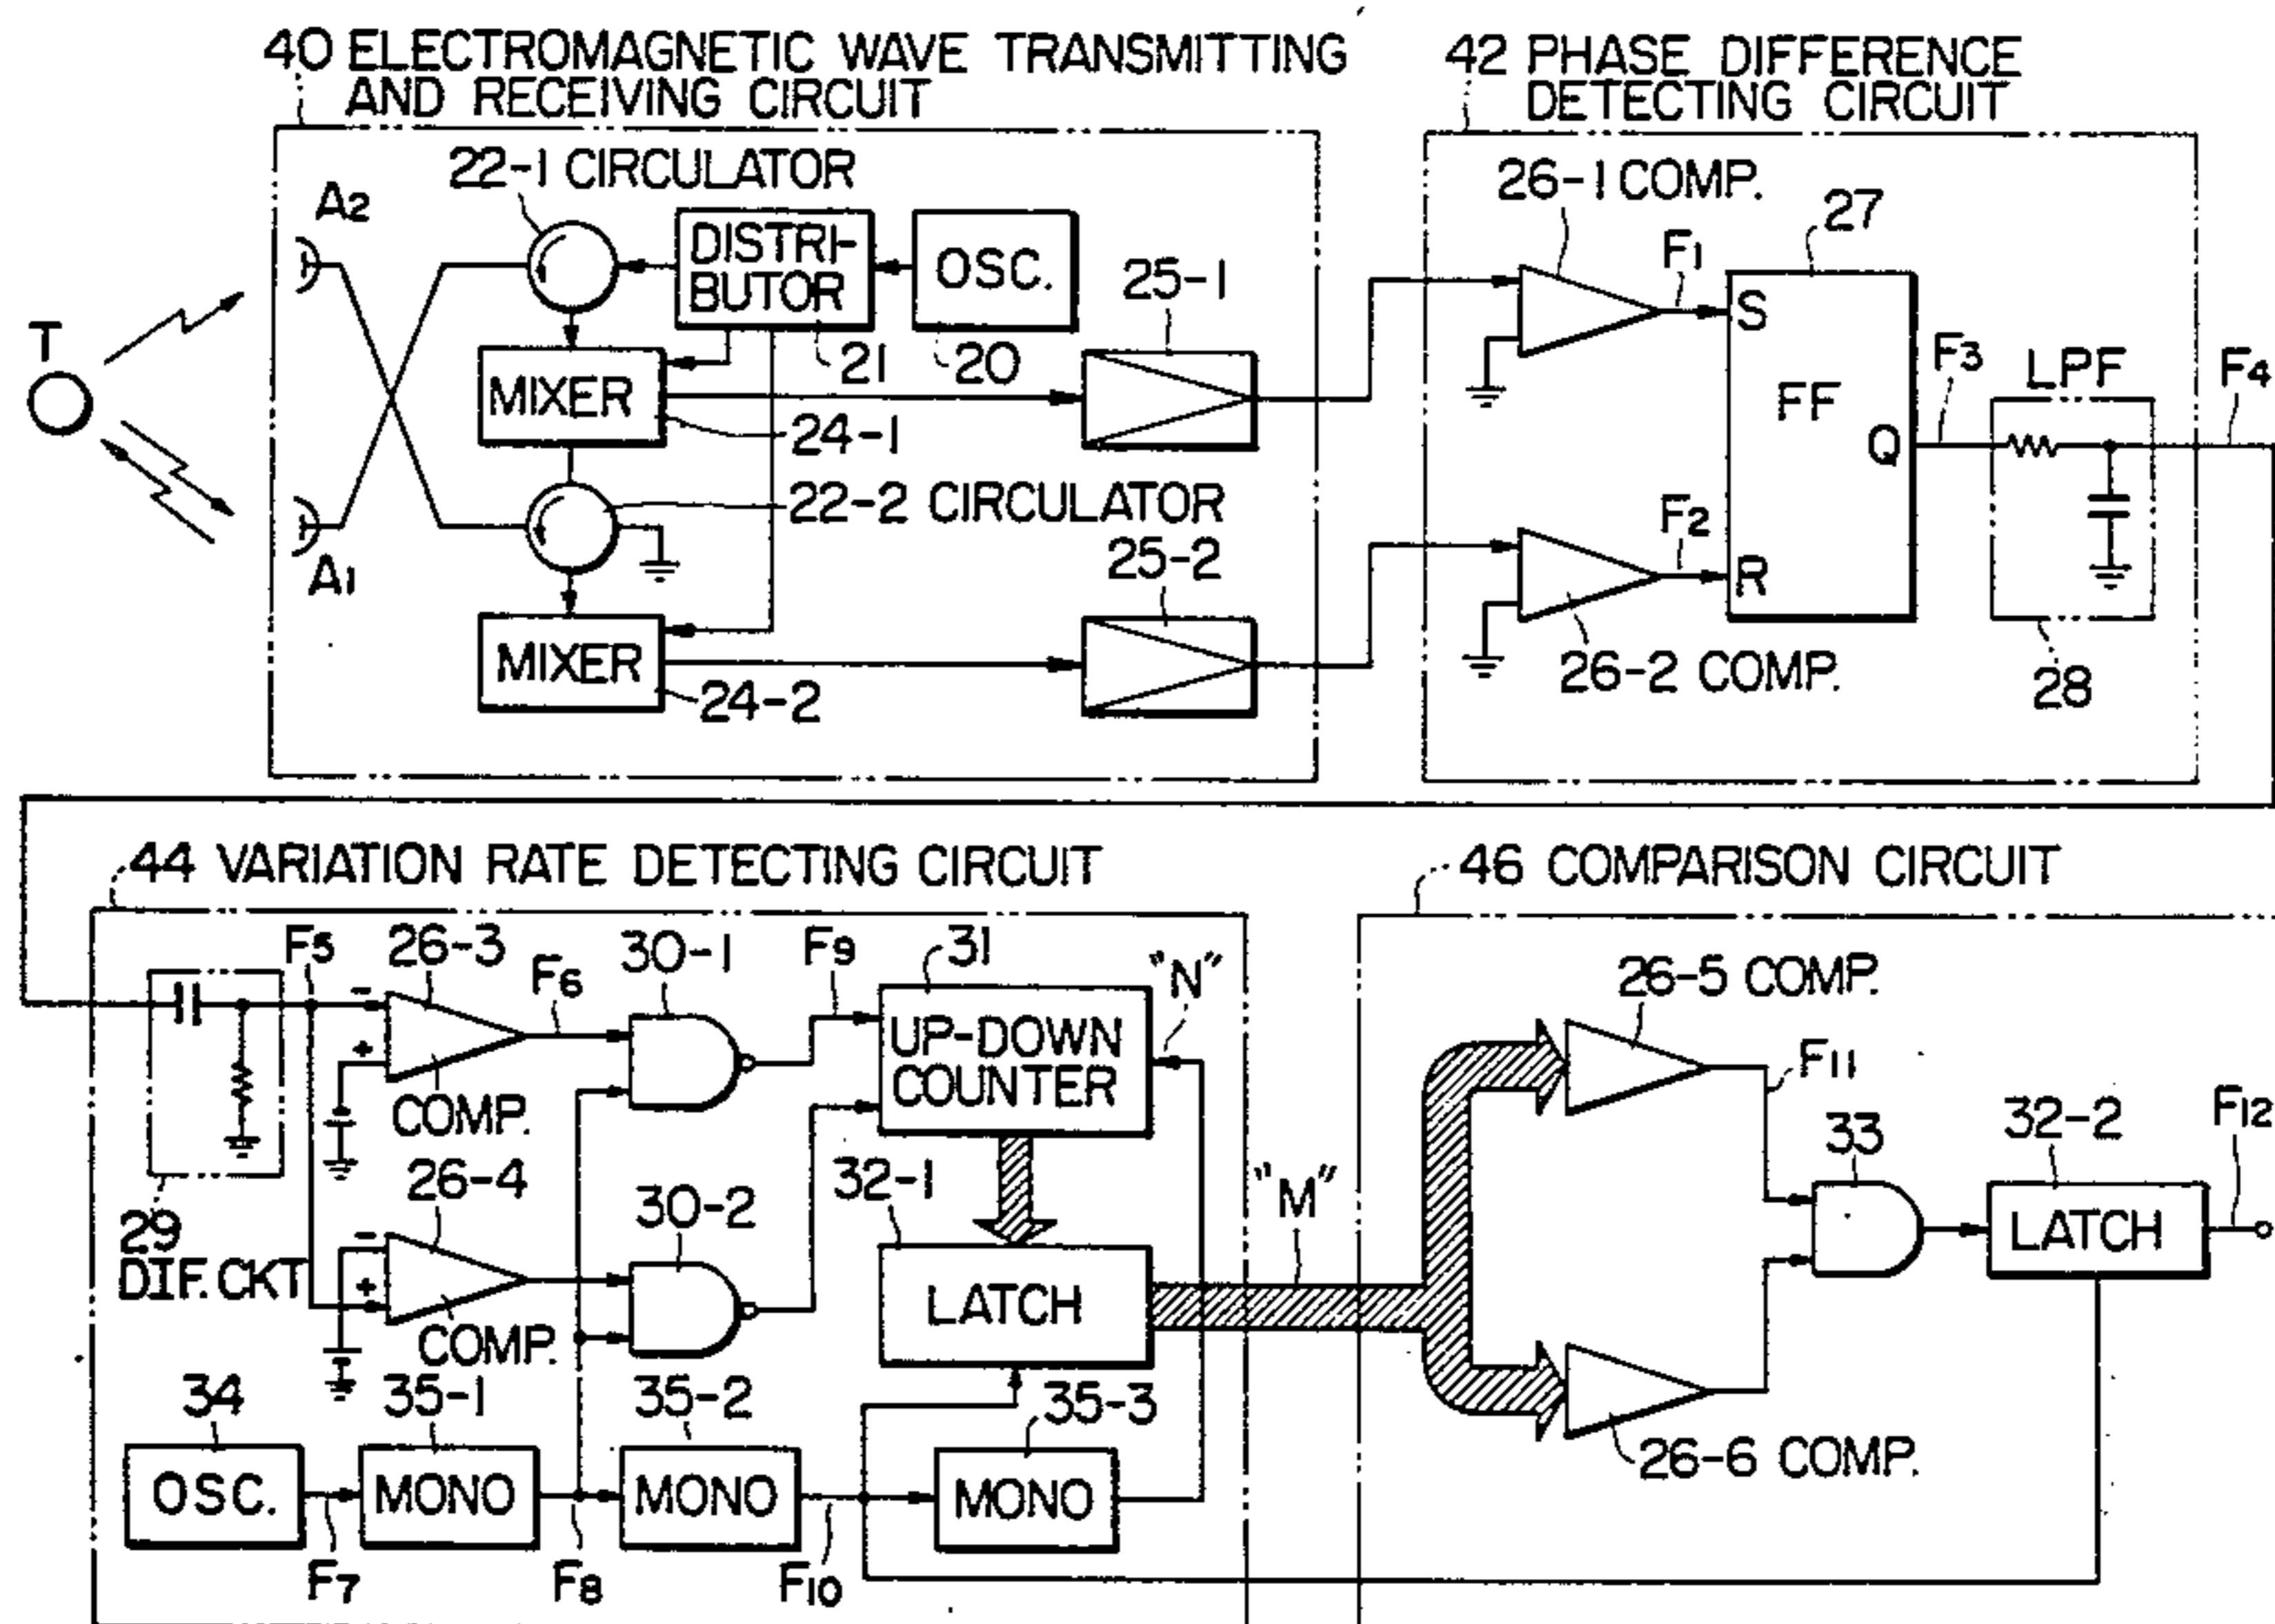 40 ELECTROMAGNETIC WAVE TRANSMITTING
AND RECEIVING CIRCUIT
42 PHASE DIFFERENCE
DETECTING CIRCUIT
22-1 CIRCULATOR
A2
DISTRI-
BUTOR
OSC.
25-1
26-1 COMP.
27
F1
S
T
21
20
MIXER
24-1
FF
F3
LPF
F4
Q
22-2 CIRCULATOR
A1
25-2
F2
R
MIXER
24-2
26-2 COMP.
28
44 VARIATION RATE DETECTING CIRCUIT
46 COMPARISON CIRCUIT
F5
26-3
F6
30-1
F9
31
"N"
26-5 COMP.
-
+
UP-DOWN
COUNTER
F11
COMP.
26-4
30-2
32-1
"M"
33
32-2
F12
29
DIF.CKT
-
+
COMP.
LATCH
LATCH
34
35-1
35-2
35-3
26-6 COMP.
OSC.
MONO
MONO
MONO
F7
F8
F10